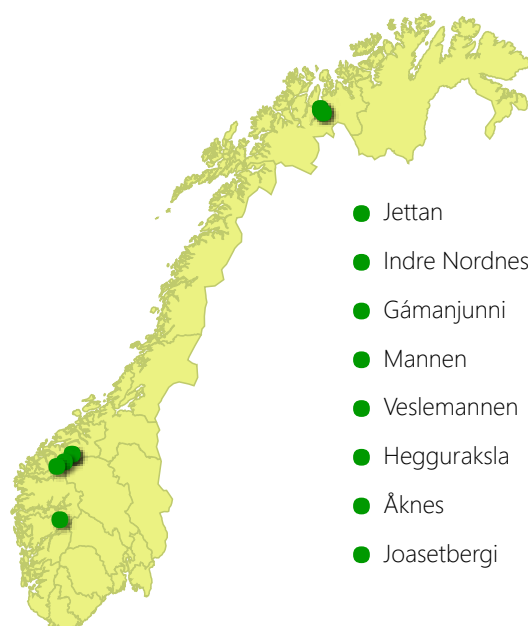 Jettan
Indre Nordnes
Gámanjunni
Mannen
Veslemannen
Hegguraksla
Åknes
Joasetbergi